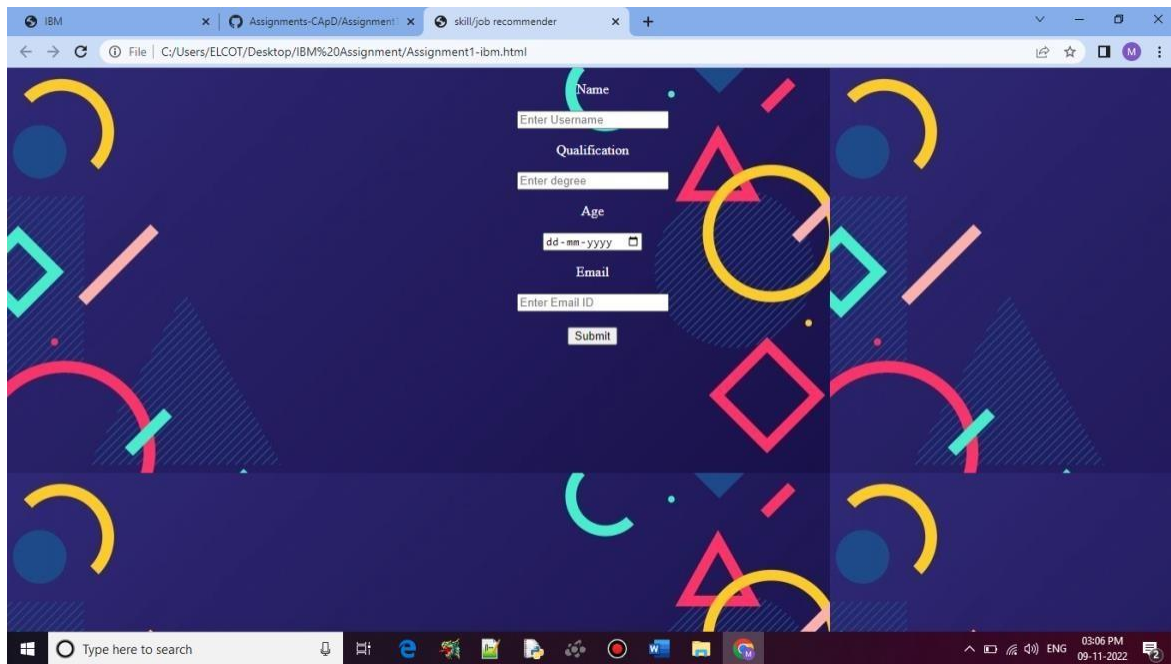 IBM
Assignments-CApD/Assignment1
skill/job recommender
File
C:/Users/ELCOT/Desktop/IBM%20Assignment/Assignment1-ibm.html
M
Name
Enter Username
Qualification
Enter degree
Age
dd-mm-yyyy
Email
Enter Email ID
Submit
Type here to search
ENG
03:06 PM
09-11-2022
2